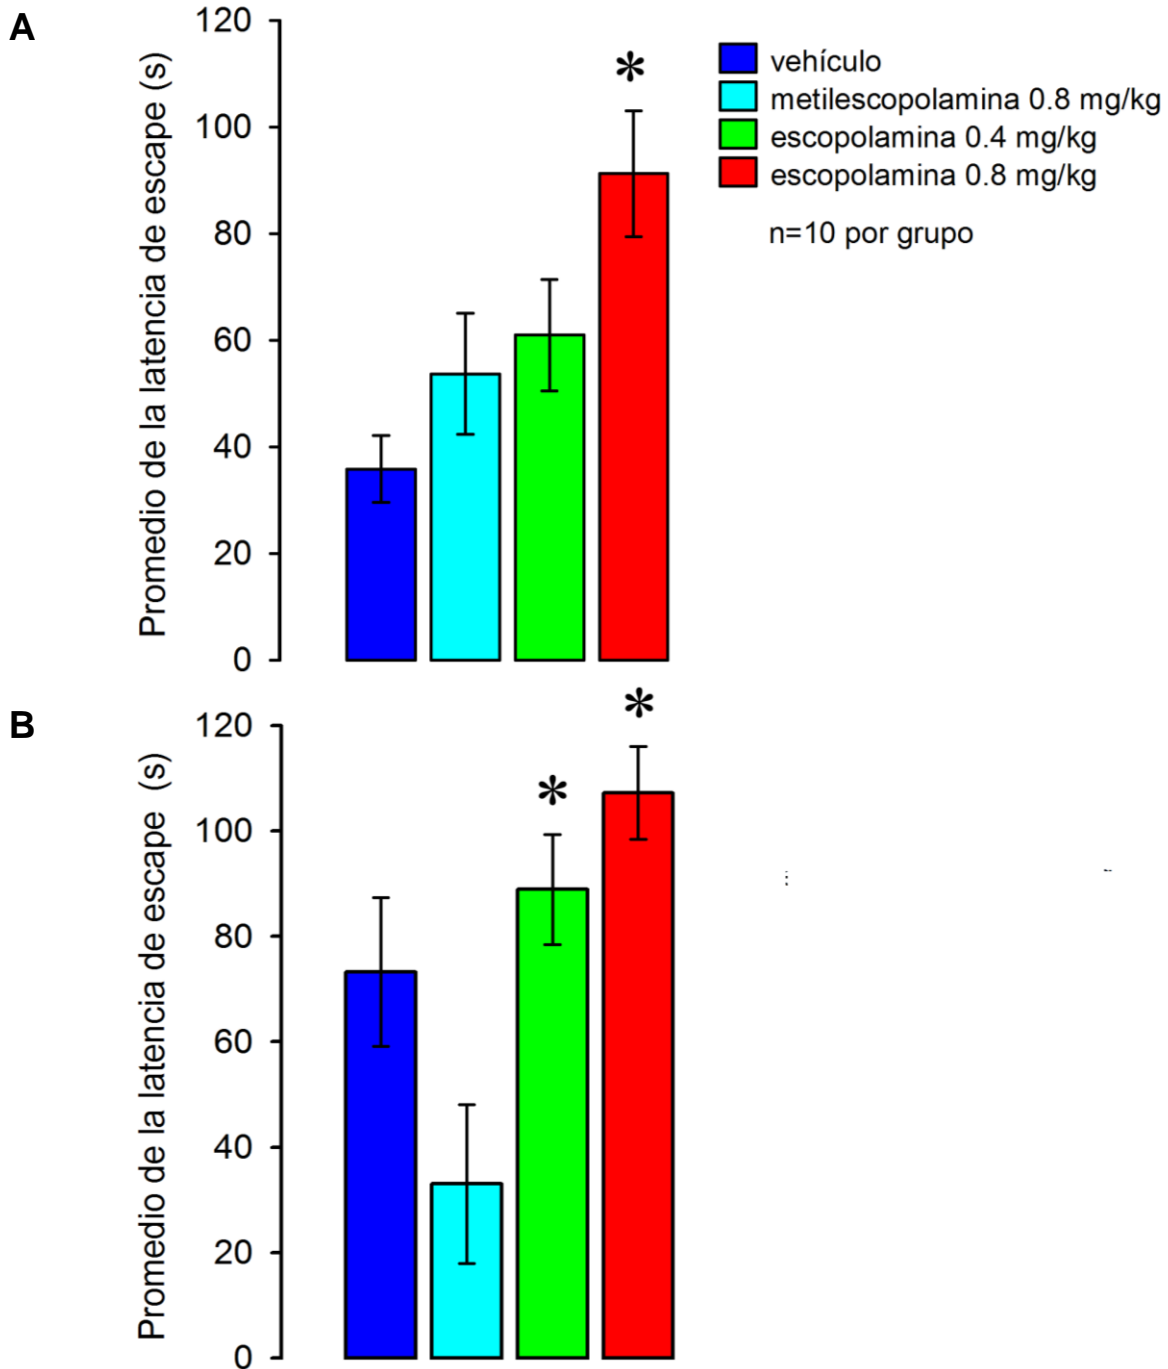 A
Promedio de la latencia de escape (s)
120
100
80
60
40
20
0
*
vehículo
metilescopolamina 0.8 mg/kg
escopolamina 0.4 mg/kg
escopolamina 0.8 mg/kg
n=10 por grupo
B
Promedio de la latencia de escape (s)
120
100
80
60
40
20
0
*
*